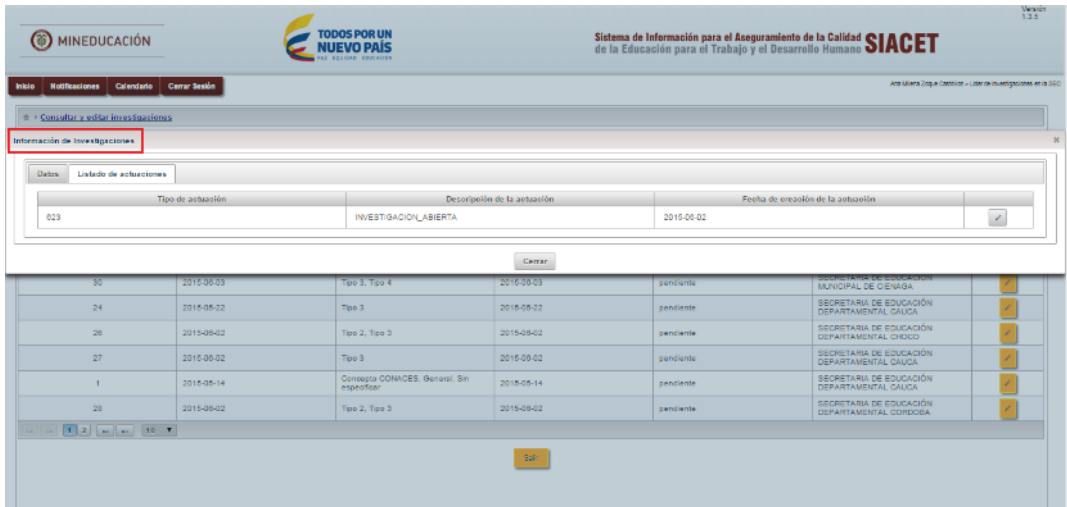 Versión
1.3.5
MINEDUCACIÓN
TODOS POR UN
NUEVO PAÍS
PAZ EQUIDAD EDUCACIÓN
Sistema de Información para el Aseguramiento de la Calidad
de la Educación para el Trabajo y el Desarrollo Humano
SIACET
Inicio Notificaciones Calendario Cerrar Sesión
Lider de Investigaciones en la SEC
Consultar y editar investigaciones
Información de Investigaciones
Datos Listado de actuaciones
Tipo de actuación Descripción de la actuación Fecha de creación de la actuación
623 INVESTIGACION_ABIERTA 2015-06-02
Cerrar
30 2015-06-03 Tipo 3, Tipo 4 2015-06-03 pendiente SECRETARIA DE EDUCACIÓN MUNICIPAL DE CIENAGA
24 2015-05-22 Tipo 3 2015-05-22 pendiente SECRETARIA DE EDUCACIÓN DEPARTAMENTAL CAUCA
26 2015-06-02 Tipo 2, Tipo 3 2015-06-02 pendiente SECRETARIA DE EDUCACIÓN DEPARTAMENTAL CHOCO
27 2015-06-02 Tipo 3 2015-06-02 pendiente SECRETARIA DE EDUCACIÓN DEPARTAMENTAL CAUCA
1 2015-05-14 Concepto CONACES, General, Sin especificar 2015-05-14 pendiente SECRETARIA DE EDUCACIÓN DEPARTAMENTAL CAUCA
28 2015-06-02 Tipo 2, Tipo 3 2015-06-02 pendiente SECRETARIA DE EDUCACIÓN DEPARTAMENTAL CORDOBA
1 2 10
Salir